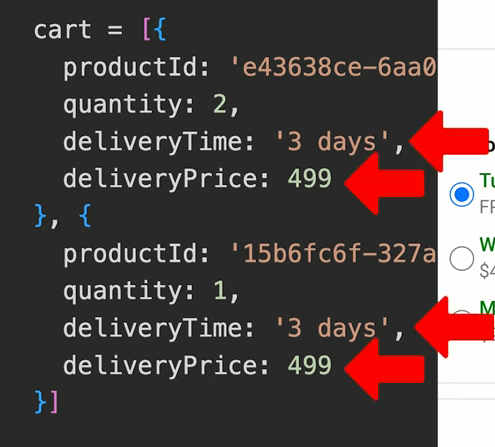 cart = [{
productId: 'e43638ce-6aa0
quantity: 2,
deliveryTime: '3 days',
deliveryPrice: 499
}, {
productId: '15b6fc6f-327a
quantity: 1,
deliveryTime: '3 days',
deliveryPrice: 499
}]